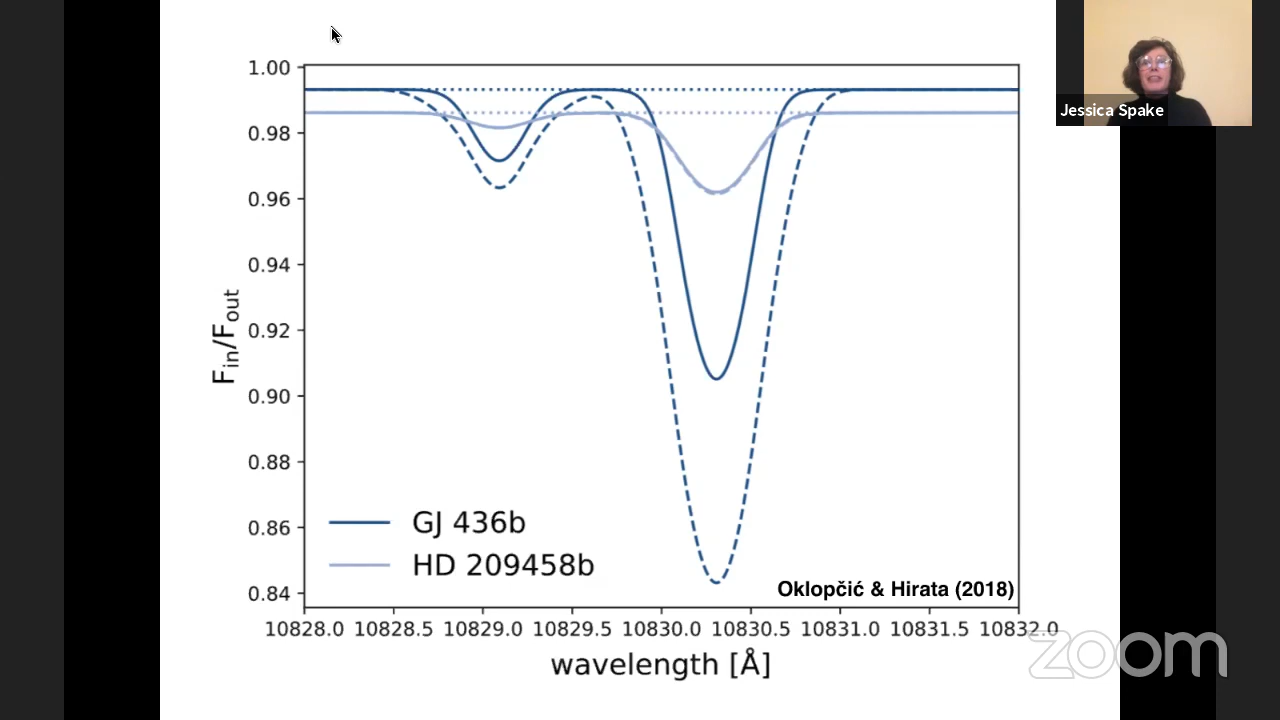 1.00
0.98
0.96
0.94
0.92
0.90
0.88
0.86
0.84
Fin/Fout
GJ 436b
HD 209458b
Oklopčić & Hirata (2018)
10828.0 10828.5 10829.0 10829.5 10830.0 10830.5 10831.0 10831.5 10832.0
wavelength [Å]
Jessica Spake
zoom